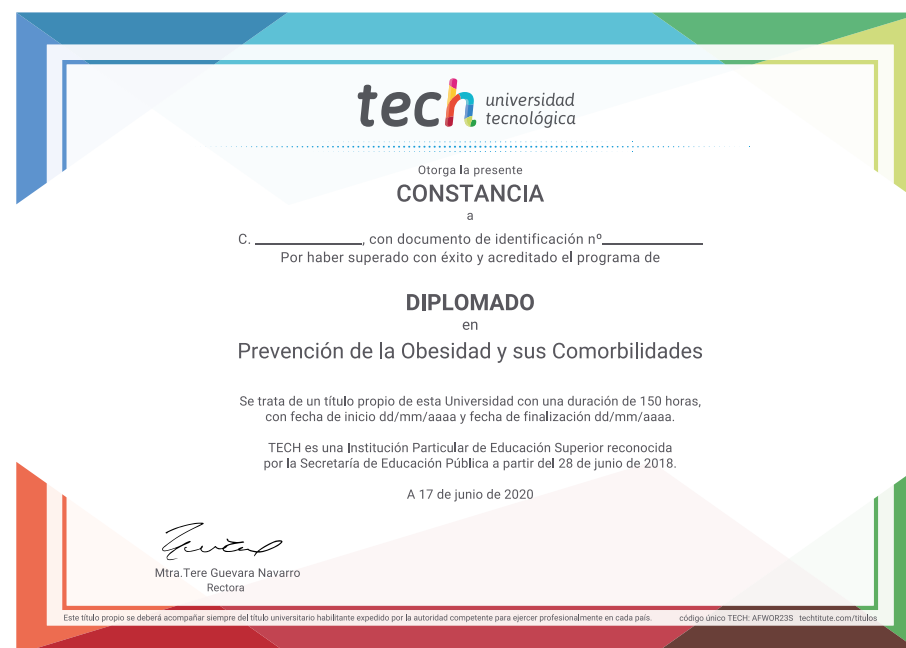 tech universidad
tecnológica
Otorga la presente
CONSTANCIA
a
C. ____________, con documento de identificación nº____________
Por haber superado con éxito y acreditado el programa de
DIPLOMADO
en
Prevención de la Obesidad y sus Comorbilidades
Se trata de un título propio de esta Universidad con una duración de 150 horas,
con fecha de inicio dd/mm/aaaa y fecha de finalización dd/mm/aaaa.
TECH es una Institución Particular de Educación Superior reconocida
por la Secretaría de Educación Pública a partir del 28 de junio de 2018.
A 17 de junio de 2020
Mtra.Tere Guevara Navarro
Rectora
Este título propio se deberá acompañar siempre del título universitario habilitante expedido por la autoridad competente para ejercer profesionalmente en cada país. código único TECH: AFWOR23S techtitute.com/titulos